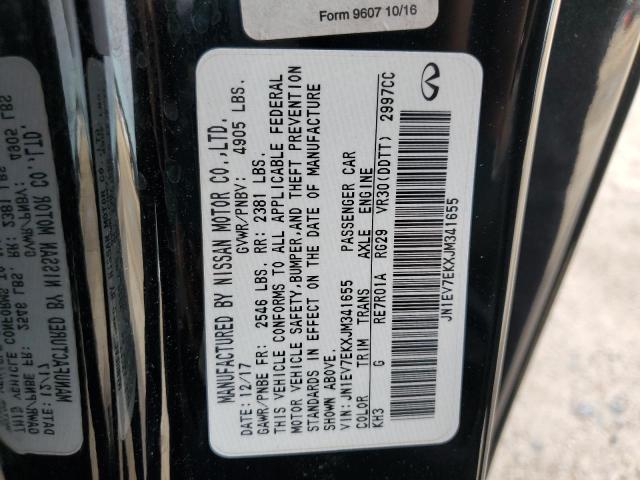 Form 9607 10/16
MANUFACTURED BY NISSAN MOTOR CO.,LTD.
DATE: 12/17 GVWR/PNBV: 4905 LBS.
GAWR/PNBE FR: 2546 LBS. RR: 2381 LBS.
THIS VEHICLE CONFORMS TO ALL APPLICABLE FEDERAL
MOTOR VEHICLE SAFETY,BUMPER,AND THEFT PREVENTION
STANDARDS IN EFFECT ON THE DATE OF MANUFACTURE
SHOWN ABOVE.
VIN: JN1EV7EKXJM341655 PASSENGER CAR
COLOR TRIM TRANS AXLE ENGINE
KH3 G RE7R01A RG29 VR30(DDTT) 2997CC
JN1EV7EKXJM341655